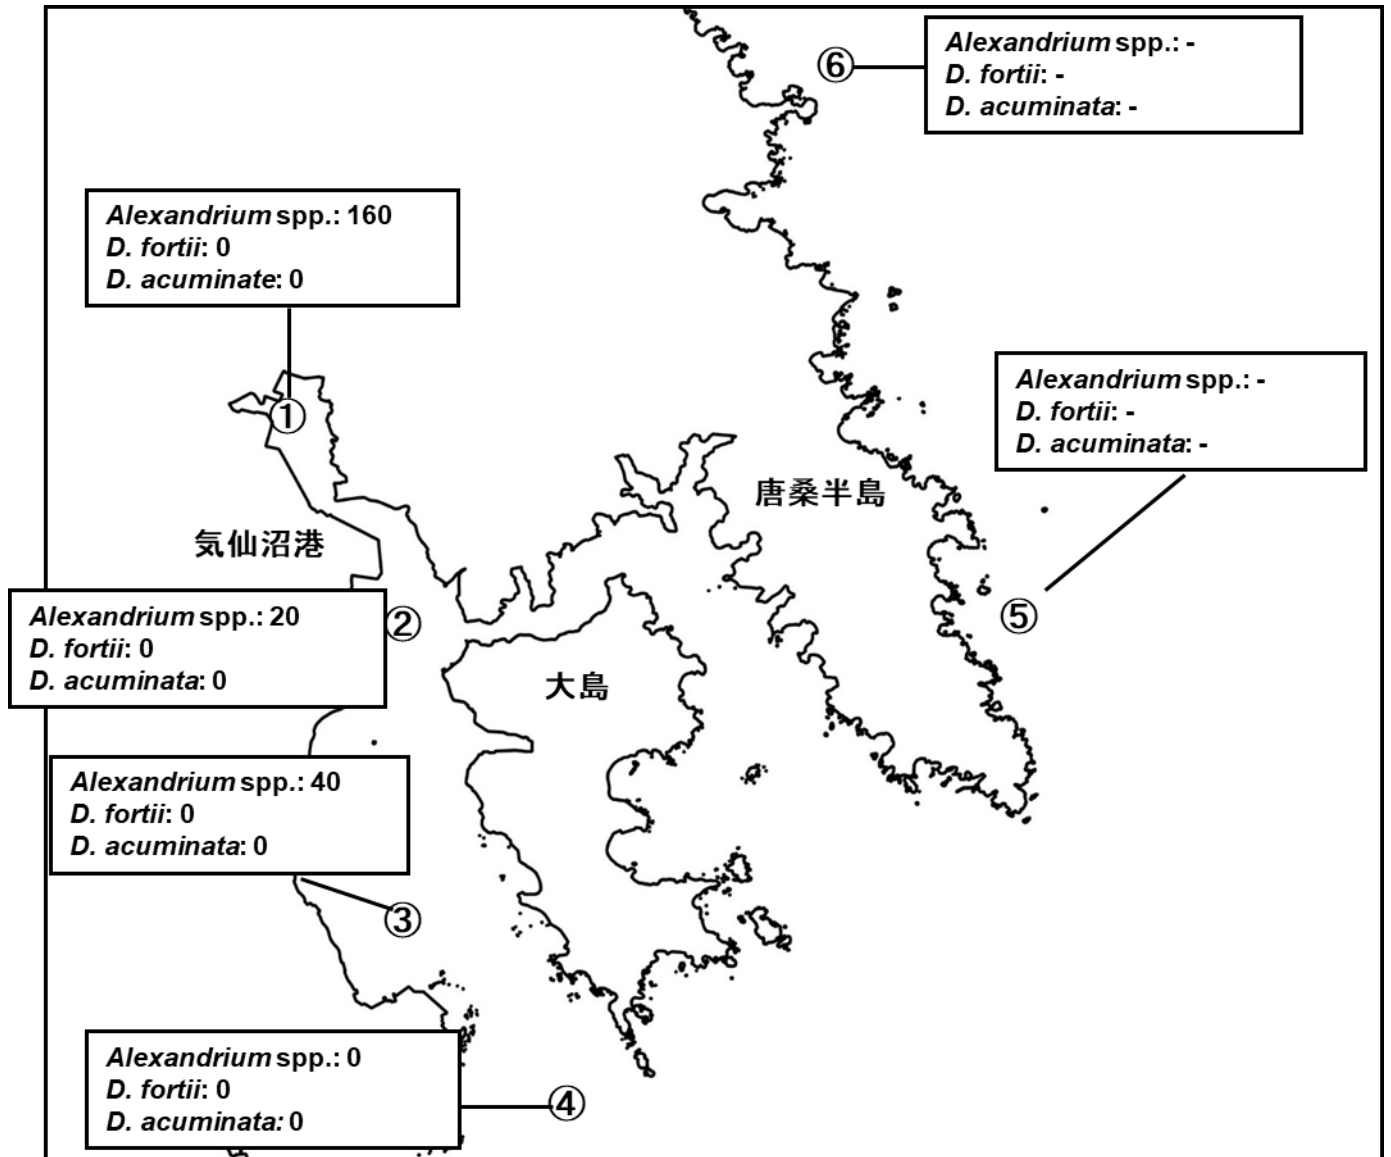 ⑥
Alexandrium spp.: -
D. fortii: -
D. acuminata: -
Alexandrium spp.: 160
D. fortii: 0
D. acuminate: 0
①
Alexandrium spp.: -
D. fortii: -
D. acuminata: -
唐桑半島
気仙沼港
⑤
Alexandrium spp.: 20
D. fortii: 0
D. acuminata: 0
②
大島
Alexandrium spp.: 40
D. fortii: 0
D. acuminata: 0
③
Alexandrium spp.: 0
D. fortii: 0
D. acuminata: 0
④